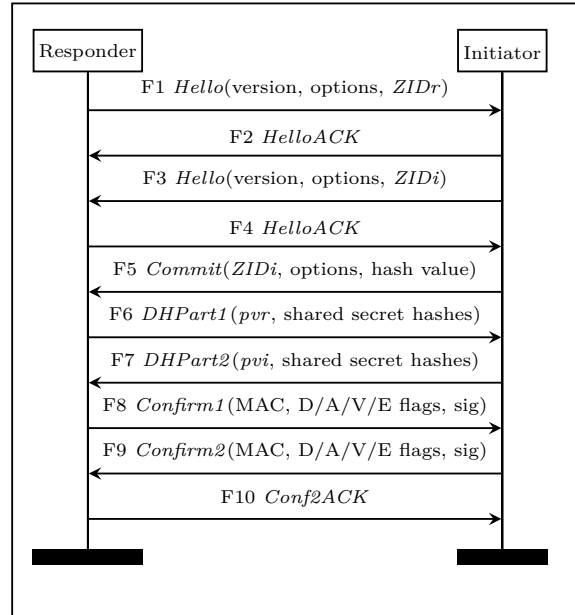 Responder
Initiator
F1 Hello(version, options, ZIDr)
F2 HelloACK
F3 Hello(version, options, ZIDi)
F4 HelloACK
F5 Commit(ZIDi, options, hash value)
F6 DHPart1(pvr, shared secret hashes)
F7 DHPart2(pvi, shared secret hashes)
F8 Confirm1(MAC, D/A/V/E flags, sig)
F9 Confirm2(MAC, D/A/V/E flags, sig)
F10 Conf2ACK